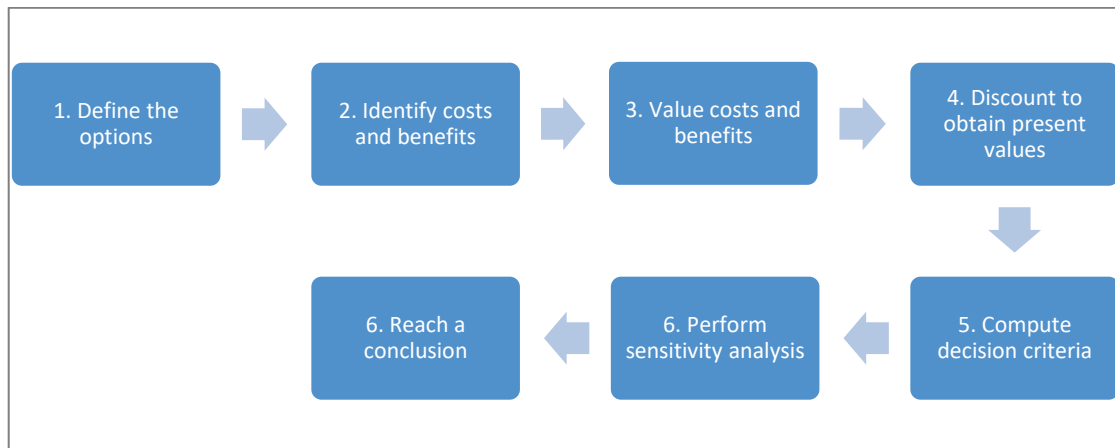 1. Define the
options
2. Identify costs
and benefits
3. Value costs and
benefits
4. Discount to
obtain present
values
5. Compute
decision criteria
6. Perform
sensitivity analysis
6. Reach a
conclusion